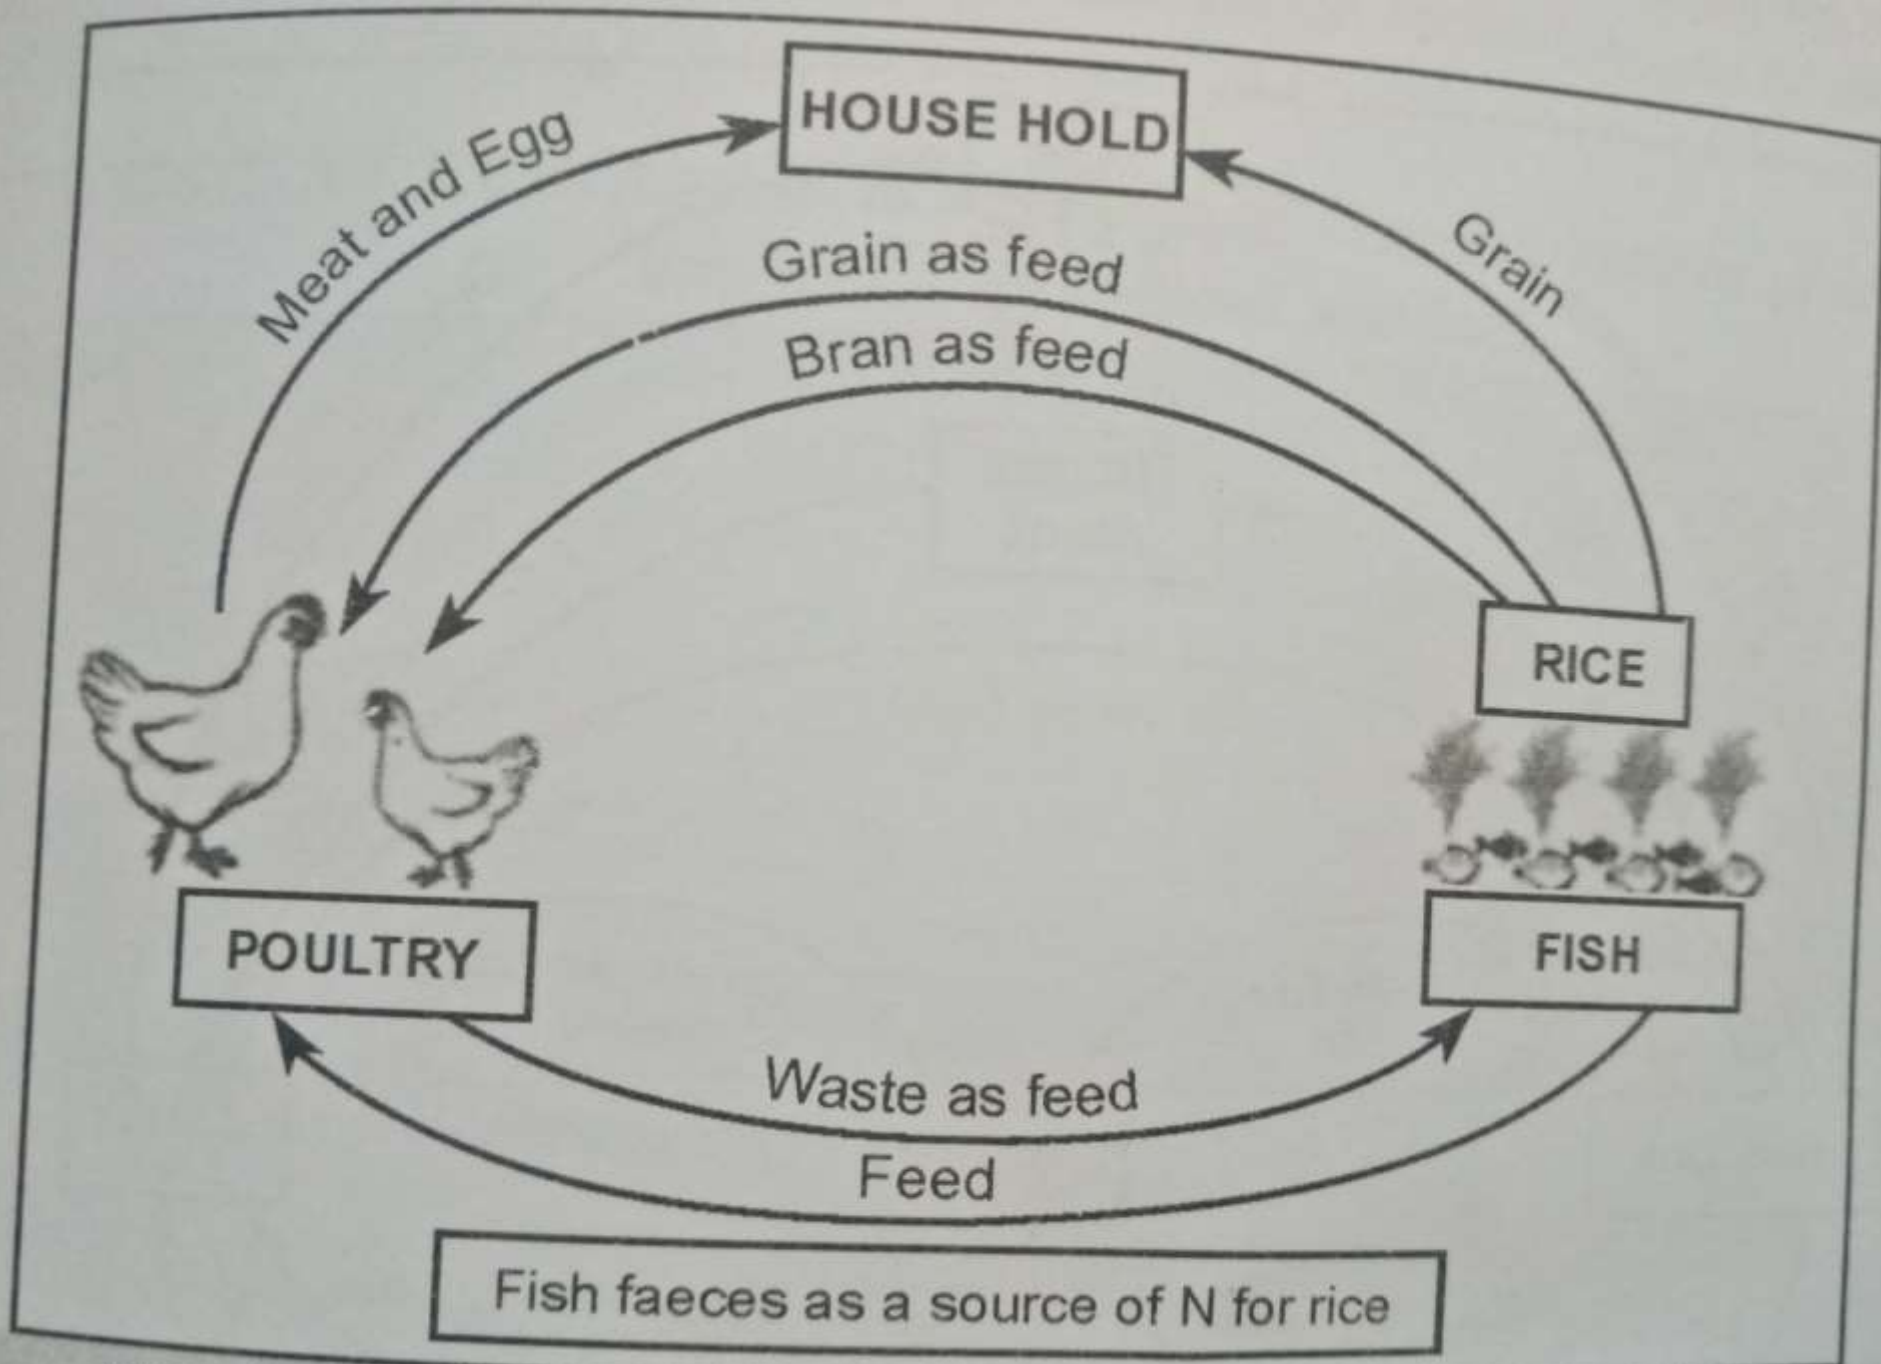 HOUSE HOLD
Meat and Egg
Grain
Grain as feed
Bran as feed
RICE
POULTRY
FISH
Waste as feed
Feed
Fish faeces as a source of N for rice